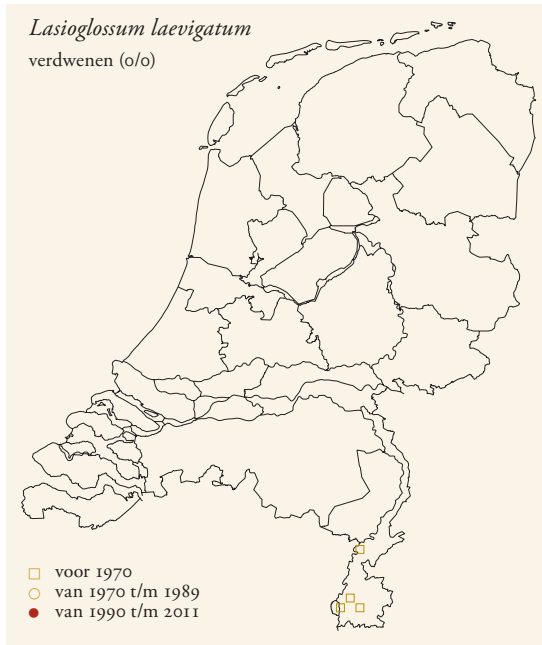 Lasioglossum laevigatum
verdwenen (0/0)
voor 1970
van 1970 t/m 1989
van 1990 t/m 2011